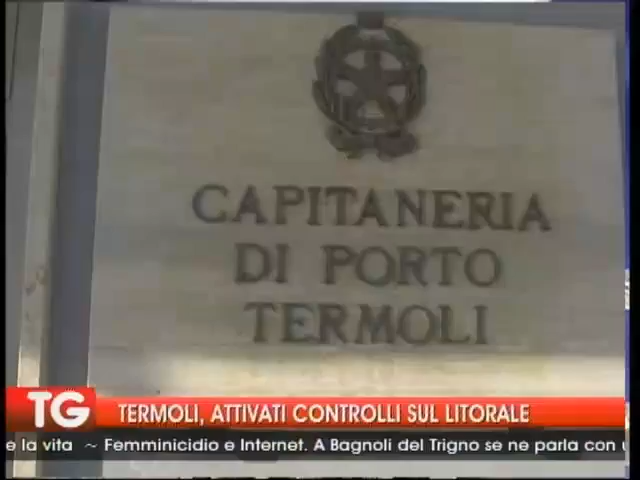 CAPITANERIA
DI PORTO
TERMOLI
TG
TERMOLI, ATTIVATI CONTROLLI SUL LITORALE
e la vita ~ Femminicidio e Internet. A Bagnoli del Trigno se ne parla con